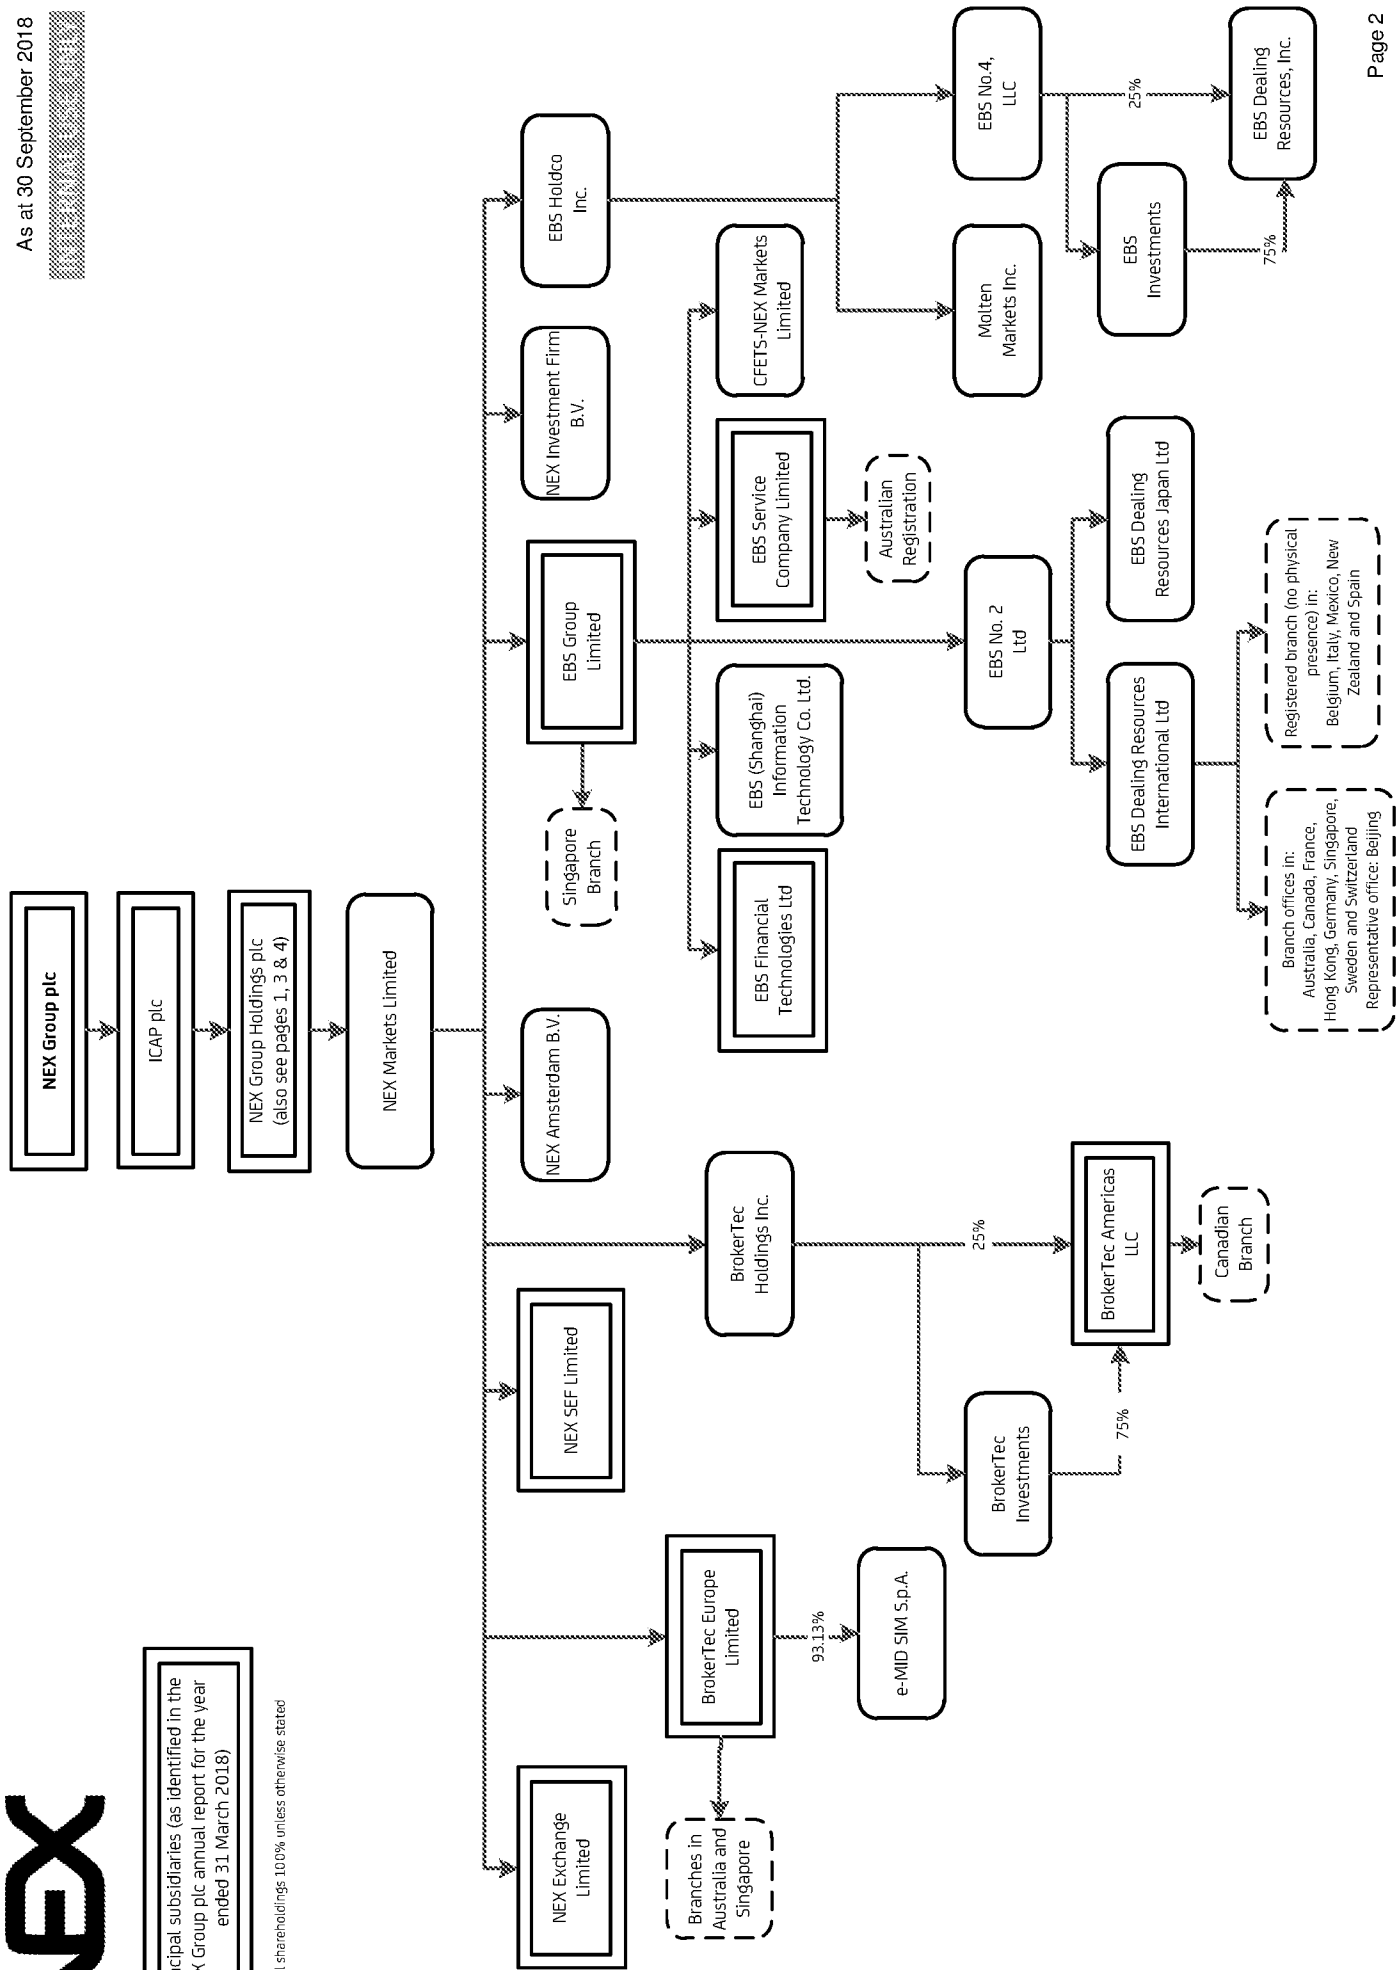 As at 30 September 2018
NEX
cipal subsidiaries (as identified in the
X Group plc annual report for the year
ended 31 March 2018)
l shareholdings 100% unless otherwise stated
NEX Group plc
ICAP plc
NEX Group Holdings plc
(also see pages 1, 3 & 4)
NEX Markets Limited
NEX Exchange
Limited
BrokerTec Europe
Limited
Branches in
Australia and
Singapore
93.13%
e-MID SIM S.p.A.
NEX SEF Limited
BrokerTec
Holdings Inc.
BrokerTec
Investments
25%
75%
BrokerTec Americas
LLC
Canadian
Branch
NEX Amsterdam B.V.
EBS Group
Limited
Singapore
Branch
EBS Financial
Technologies Ltd
EBS (Shanghai)
Information
Technology Co. Ltd.
EBS Service
Company Limited
Australian
Registration
CFETS-NEX Markets
Limited
EBS No. 2
Ltd
EBS Dealing Resources
International Ltd
EBS Dealing
Resources Japan Ltd
Branch offices in:
Australia, Canada, France,
Hong Kong, Germany, Singapore,
Sweden and Switzerland
Representative office: Beijing
Registered branch (no physical
presence) in:
Belgium, Italy, Mexico, New
Zealand and Spain
NEX Investment Firm
B.V.
EBS Holdco
Inc.
Molten
Markets Inc.
EBS No.4,
LLC
EBS
Investments
25%
75%
EBS Dealing
Resources, Inc.
Page 2